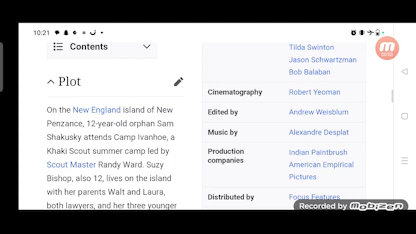 10:21
Contents
Plot
On the New England island of New
Penzance, 12-year-old orphan Sam
Shakusky attends Camp Ivanhoe, a
Khaki Scout summer camp led by
Scout Master Randy Ward. Suzy
Bishop, also 12, lives on the
island with her parents Walt and Laura,
both lawyers, and her three younger
Tilda Swinton
Jason Schwartzman
Bob Balaban
Cinematography Robert Yeoman
Edited by Andrew Weisblum
Music by Alexandre Desplat
Production Indian Paintbrush
companies American Empirical
Pictures
Distributed by Focus Features
Recorded by Mobizen